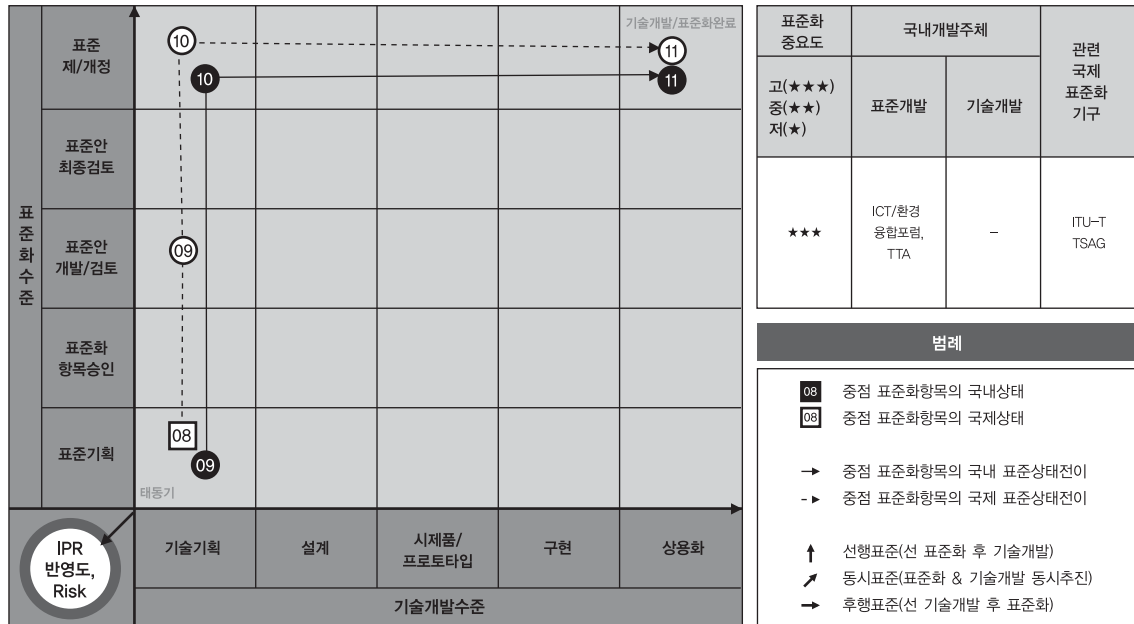 표준화수준
표준
제/개정
표준안
최종검토
표준안
개발/검토
표준화
항목승인
표준기획
기술개발/표준화완료
10
11
10
11
09
08
09
태동기
IPR
반영도,
Risk
기술기획
설계
시제품/
프로토타입
구현
상용화
기술개발수준
표준화
중요도
국내개발주체
관련
국제
표준화
기구
고(★★★)
중(★★)
저(★)
표준개발
기술개발
★★★
ICT/환경
융합포럼,
TTA
–
ITU-T
TSAG
범례
08 중점 표준화항목의 국내상태
08 중점 표준화항목의 국제상태
중점 표준화항목의 국내 표준상태전이
중점 표준화항목의 국제 표준상태전이
선행표준(선 표준화 후 기술개발)
동시표준(표준화 & 기술개발 동시추진)
후행표준(선 기술개발 후 표준화)